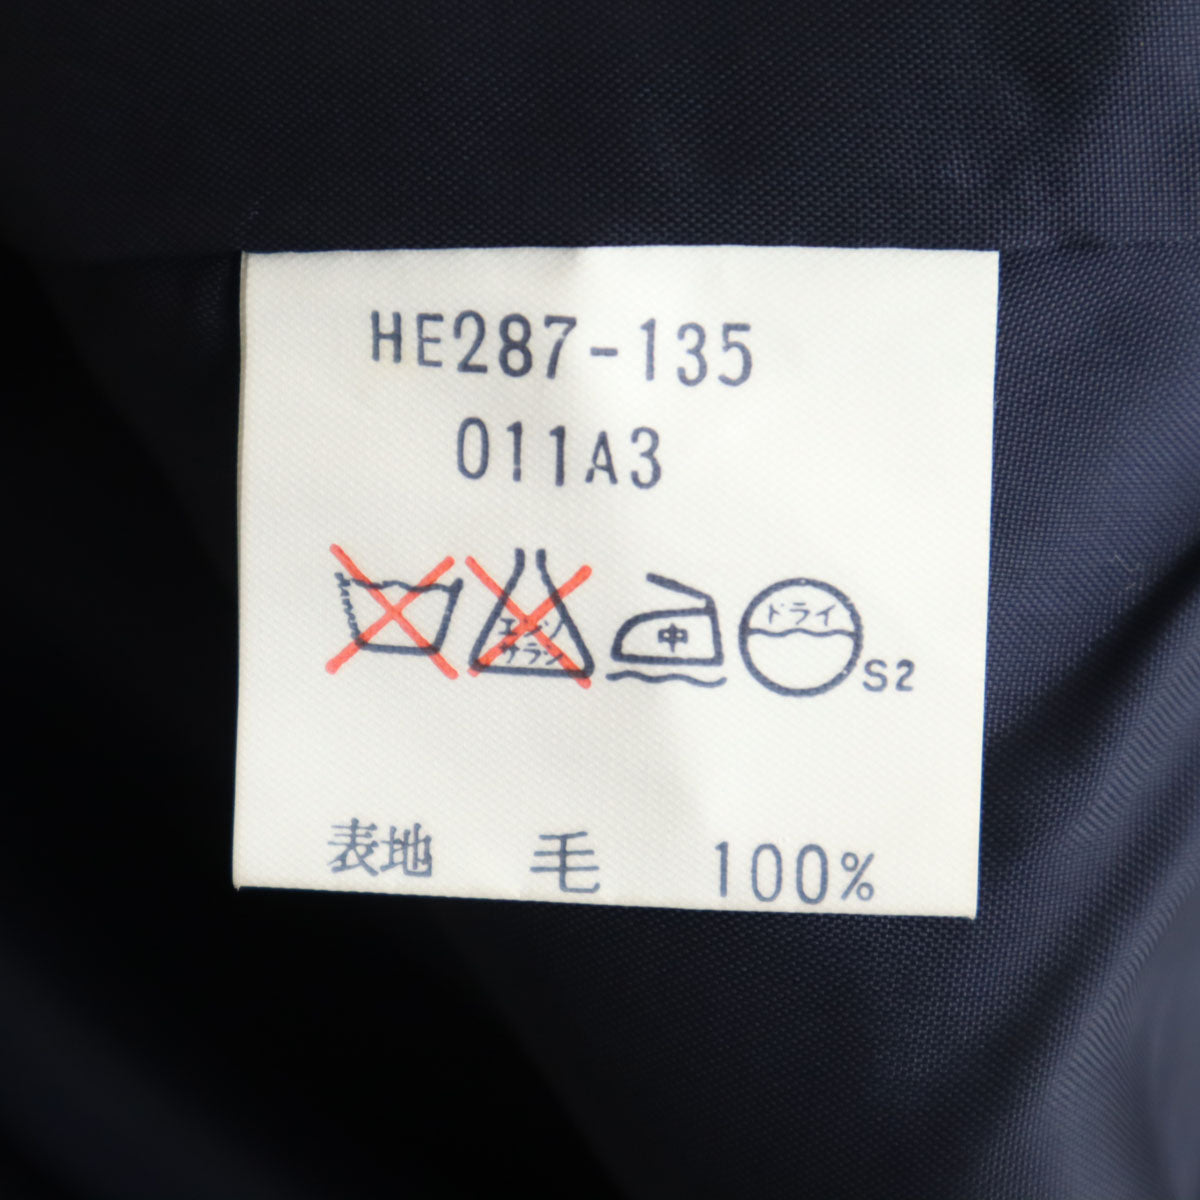 HE287-135
011A3
エンソ
サラシ
中
ドライ
S2
表地 毛 100%